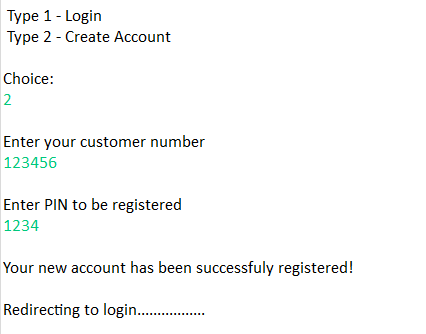 Type 1 - Login
Type 2 - Create Account
Choice:
2
Enter your customer number
123456
Enter PIN to be registered
1234
Your new account has been successfuly registered!
Redirecting to login.................